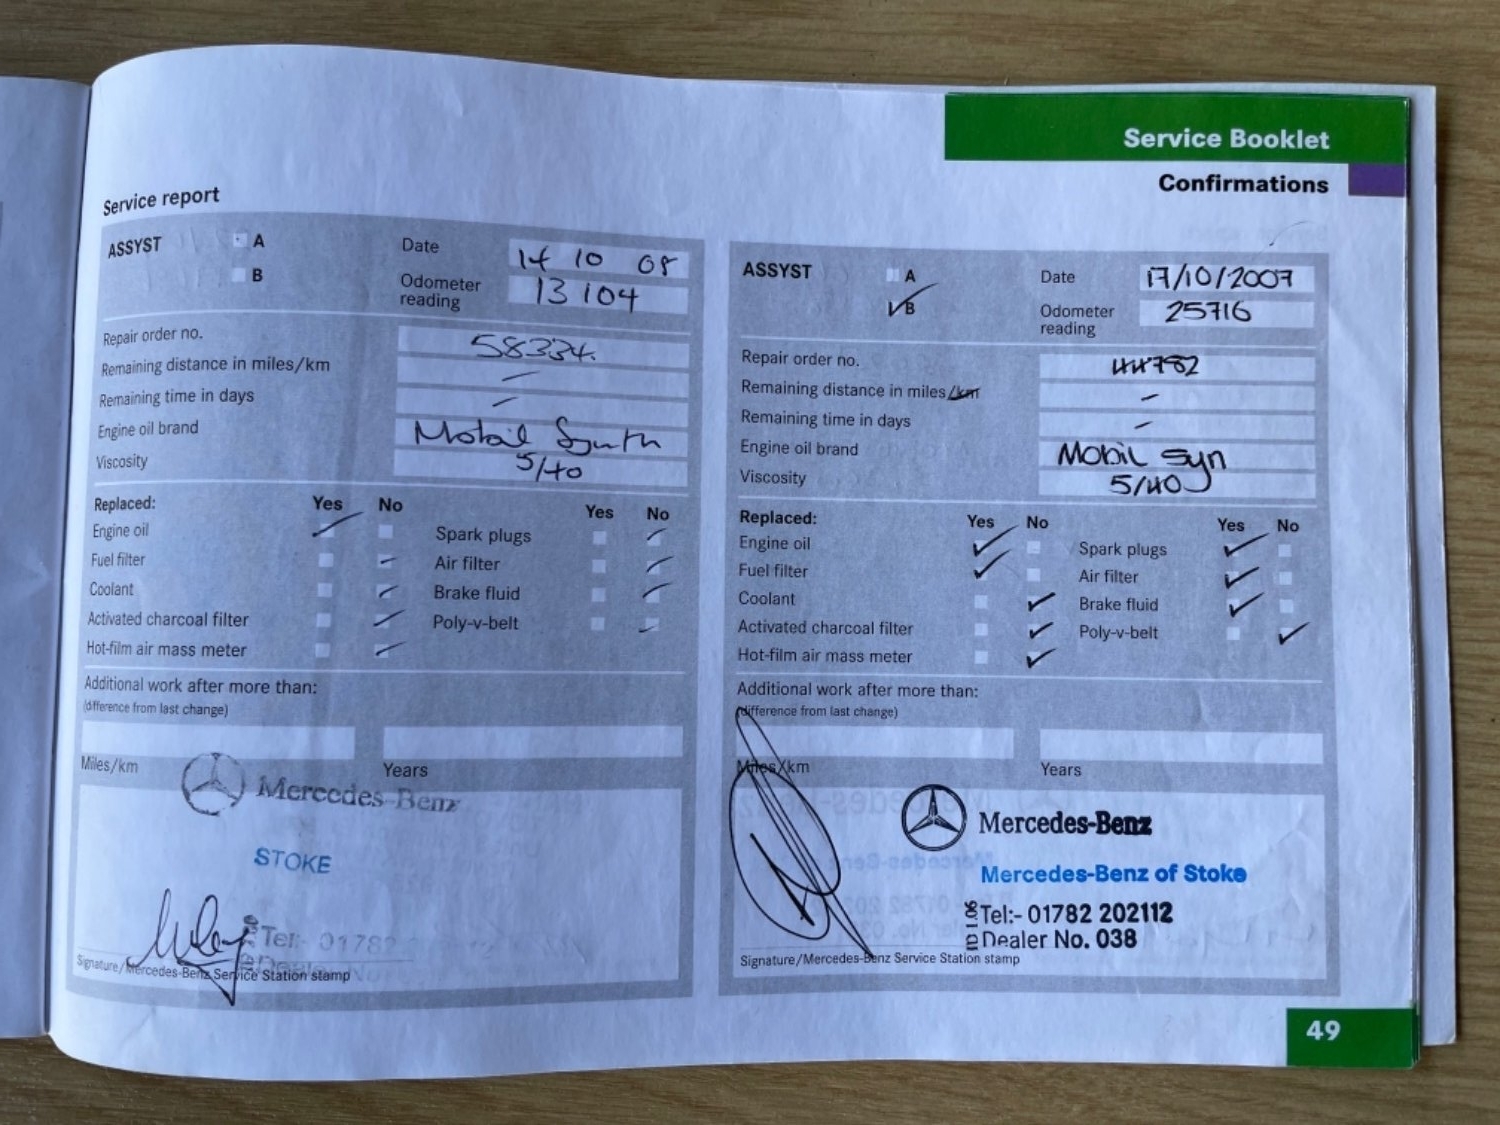 Service Booklet
Confirmations
Service report
ASSYST
A
B
Date
14 10 05
Odometer
reading
13 104
Repair order no.
58334.
Remaining distance in miles/km
–
Remaining time in days
–
Engine oil brand
Mobil Synth
Viscosity
5/40
Replaced:
Yes No
Yes No
Engine oil
Spark plugs
Fuel filter
Air filter
Coolant
Brake fluid
Activated charcoal filter
Poly-v-belt
Hot-film air mass meter
Additional work after more than:
(difference from last change)
Miles/km
Years
Mercedes-Benz
STOKE
Tel:- 01782
Signature/Mercedes-Benz Service Station stamp
ASSYST
A
B
Date
17/10/2007
Odometer
reading
25716
Repair order no.
44782
Remaining distance in miles/km
–
Remaining time in days
–
Engine oil brand
Mobil Syn
Viscosity
5/40
Replaced:
Yes No
Yes No
Engine oil
Spark plugs
Fuel filter
Air filter
Coolant
Brake fluid
Activated charcoal filter
Poly-v-belt
Hot-film air mass meter
Additional work after more than:
(difference from last change)
Miles/km
Years
Mercedes-Benz
Mercedes-Benz of Stoke
Tel:- 01782 202112
Dealer No. 038
Signature/Mercedes-Benz Service Station stamp
49